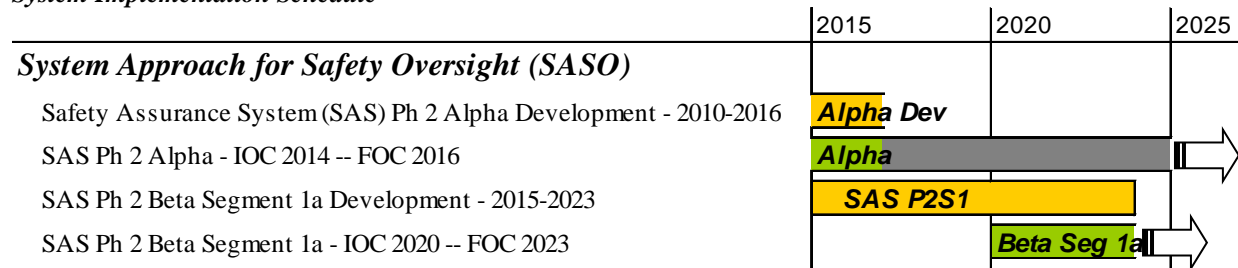 System Implementation Schedule
2015 2020 2025
System Approach for Safety Oversight (SASO)
Safety Assurance System (SAS) Ph 2 Alpha Development - 2010-2016 Alpha Dev
SAS Ph 2 Alpha - IOC 2014 -- FOC 2016 Alpha
SAS Ph 2 Beta Segment 1a Development - 2015-2023 SAS P2S1
SAS Ph 2 Beta Segment 1a - IOC 2020 -- FOC 2023 Beta Seg 1a